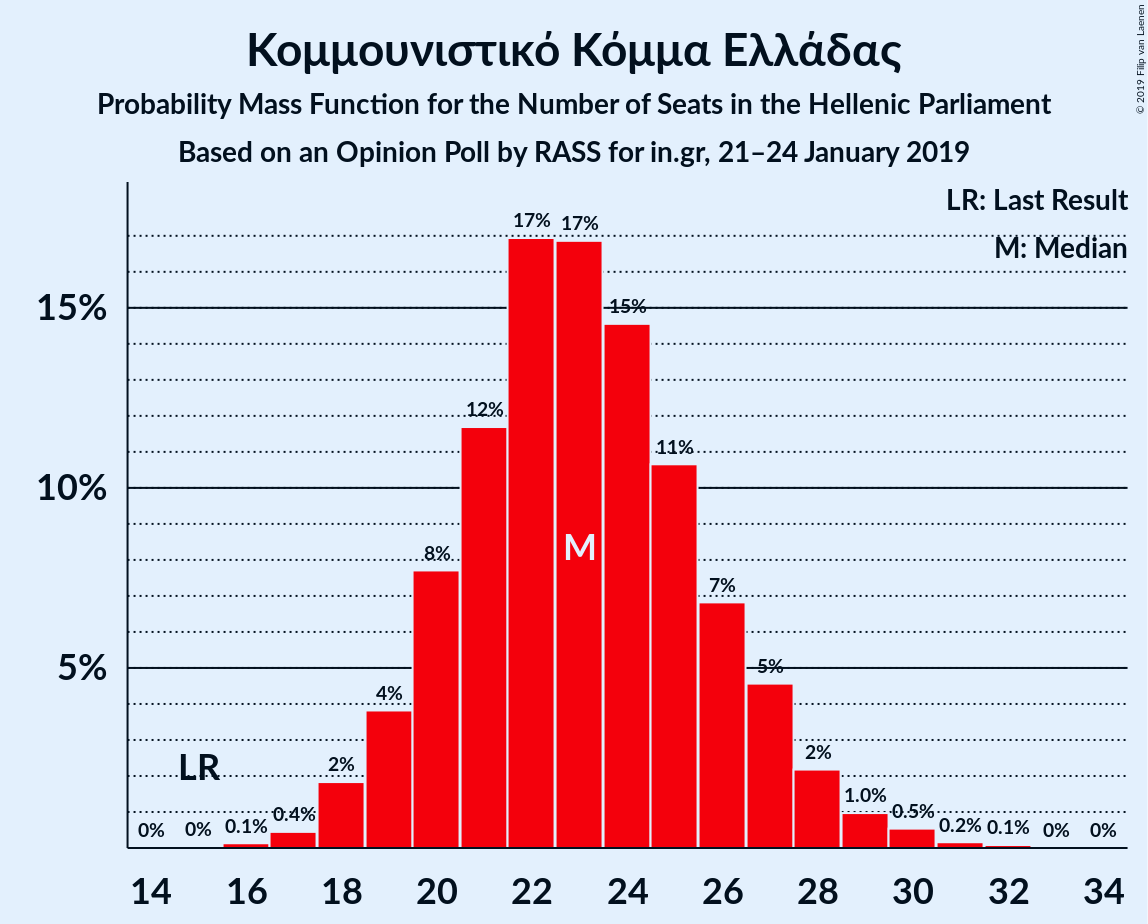 Κομμουνιστικό Κόμμα Ελλάδας
Probability Mass Function for the Number of Seats in the Hellenic Parliament
Based on an Opinion Poll by RASS for in.gr, 21–24 January 2019
© 2019 Filip van Laenen
LR: Last Result
M: Median
17% 17%
15%
15%
12%
11%
10%
8%
M
7%
5%
5%
4%
LR
2%
2%
1.0%
0% 0% 0.1% 0.4%
0.5% 0.2% 0.1% 0% 0%
14 16 18 20 22 24 26 28 30 32 34